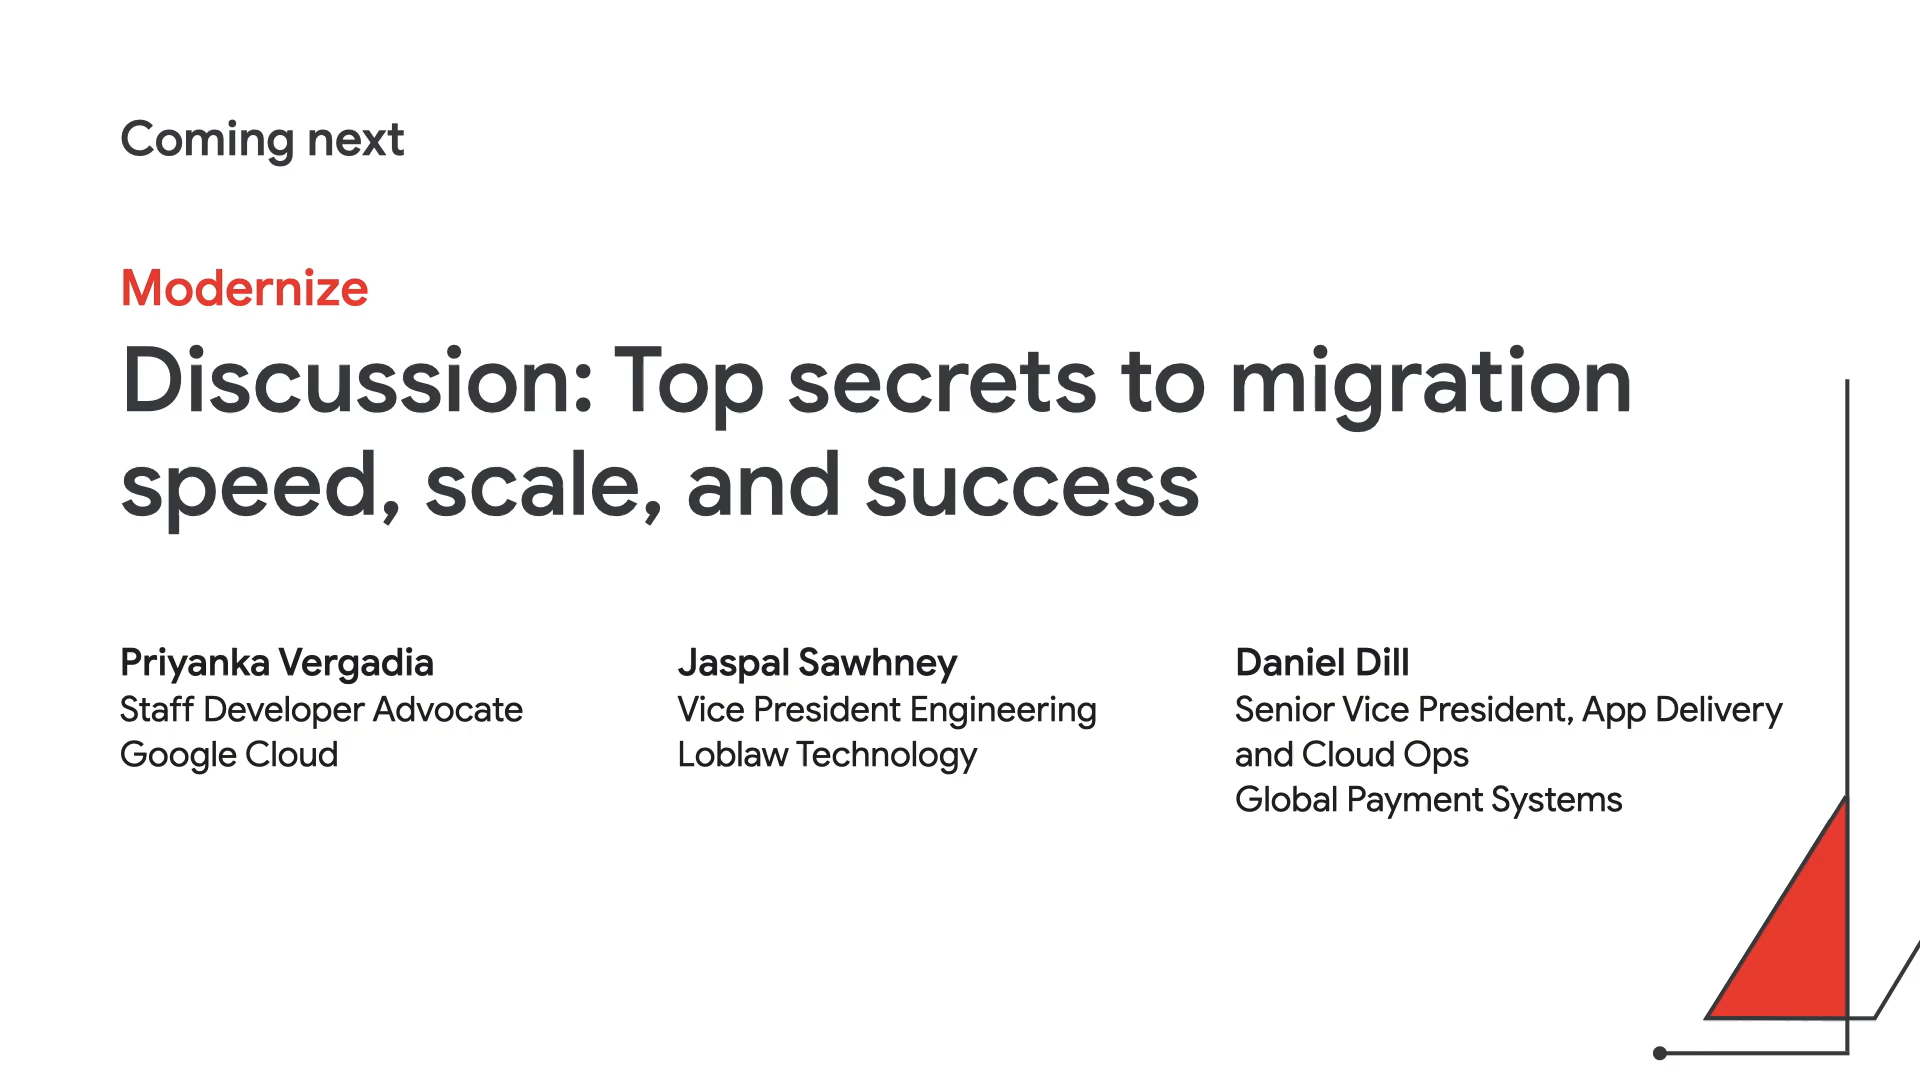 Coming next
Modernize
Discussion: Top secrets to migration
speed, scale, and success
Priyanka Vergadia
Staff Developer Advocate
Google Cloud
Jaspal Sawhney
Vice President Engineering
Loblaw Technology
Daniel Dill
Senior Vice President, App Delivery
and Cloud Ops
Global Payment Systems